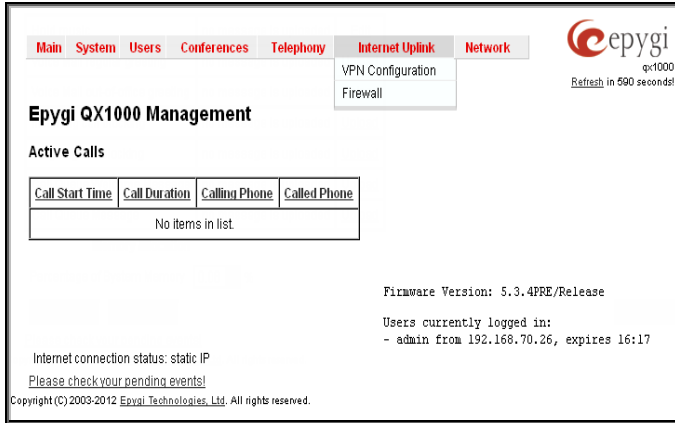 Main System Users Conferences Telephony Internet Uplink Network
epygi
VPN Configuration
Firewall
qx1000
Refresh in 590 seconds!
Epygi QX1000 Management
Active Calls
Call Start Time Call Duration Calling Phone Called Phone
No items in list.
Firmware Version: 5.3.4PRE/Release
Users currently logged in:
- admin from 192.168.70.26, expires 16:17
Internet connection status: static IP
Please check your pending events!
Copyright (C) 2003-2012 Epygi Technologies, Ltd. All rights reserved.